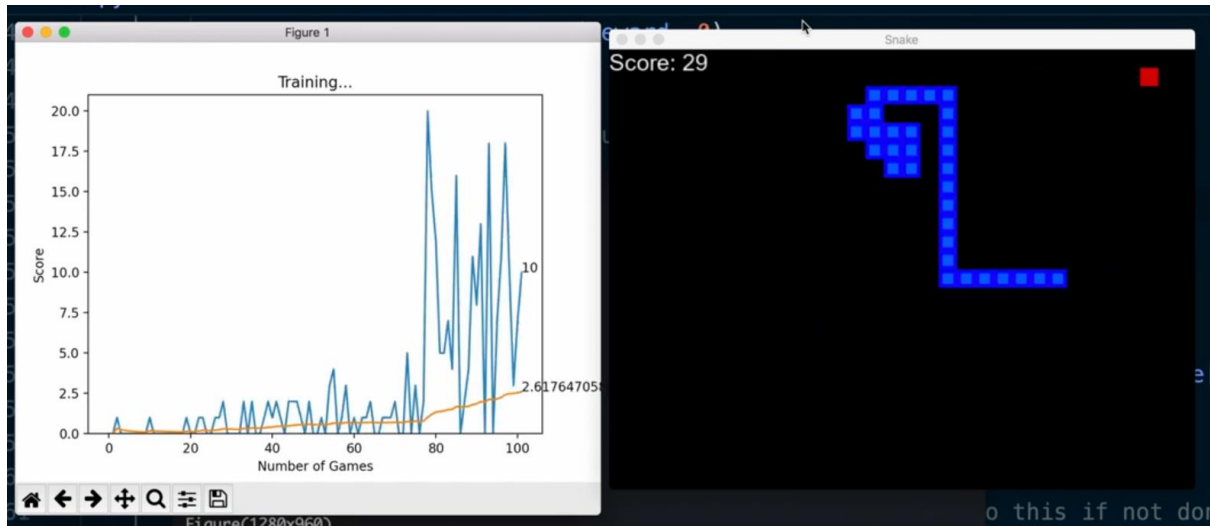 Figure 1
Training...
20.0
17.5
15.0
12.5
10.0
7.5
5.0
2.5
0.0
Score
10
2.617647058
0 20 40 60 80 100
Number of Games
Snake
Score: 29
Figure(1280x960)
o this if not don